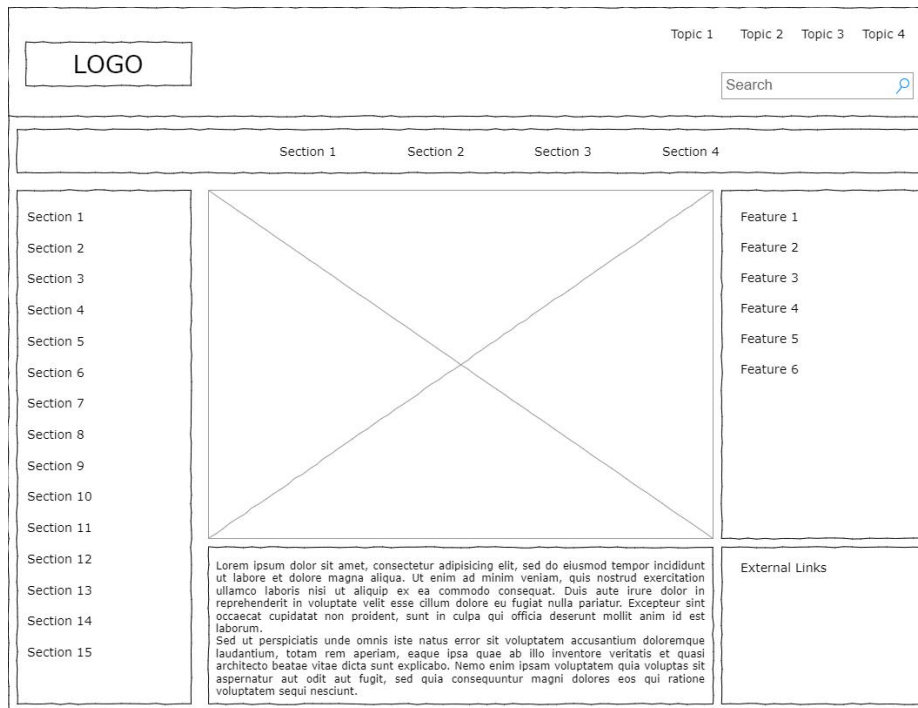 Topic 1 Topic 2 Topic 3 Topic 4
LOGO
Search
Section 1 Section 2 Section 3 Section 4
Section 1
Section 2
Section 3
Section 4
Section 5
Section 6
Section 7
Section 8
Section 9
Section 10
Section 11
Section 12
Section 13
Section 14
Section 15
Feature 1
Feature 2
Feature 3
Feature 4
Feature 5
Feature 6
Lorem ipsum dolor sit amet, consectetur adipisicing elit, sed do eiusmod tempor incididunt
ut labore et dolore magna aliqua. Ut enim ad minim veniam, quis nostrud exercitation
ullamco laboris nisi ut aliquip ex ea commodo consequat. Duis aute irure dolor in
reprehenderit in voluptate velit esse cillum dolore eu fugiat nulla pariatur. Excepteur sint
occaecat cupidatat non proident, sunt in culpa qui officia deserunt mollit anim id est
laborum.
Sed ut perspiciatis unde omnis iste natus error sit voluptatem accusantium doloremque
laudantium, totam rem aperiam, eaque ipsa quae ab illo inventore veritatis et quasi
architecto beatae vitae dicta sunt explicabo. Nemo enim ipsam voluptatem quia voluptas sit
aspernatur aut odit aut fugit, sed quia consequuntur magni dolores eos qui ratione
voluptatem sequi nesciunt.
External Links